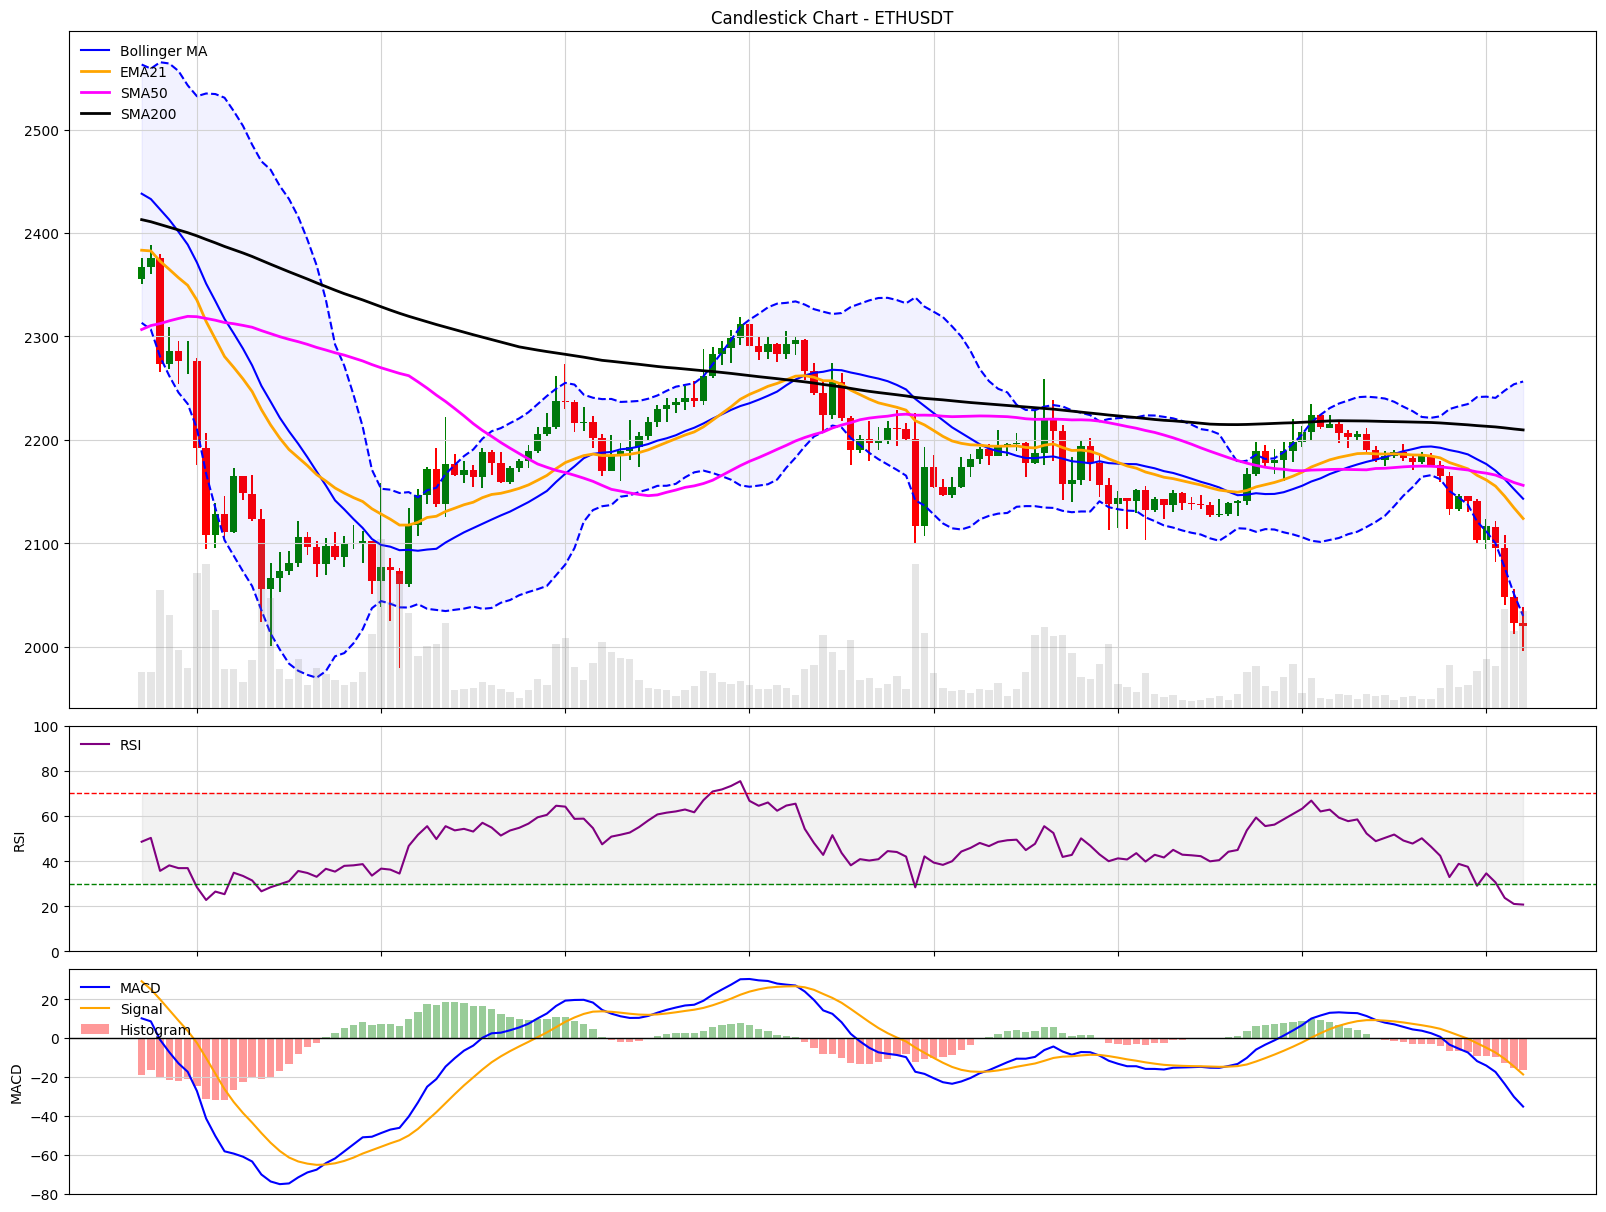 Candlestick Chart - ETHUSDT
Bollinger MA
EMA21
SMA50
SMA200
2500
2400
2300
2200
2100
2000
100
RSI
80
60
RSI
40
20
0
MACD
20
Signal
Histogram
0
−20
MACD
−40
−60
−80